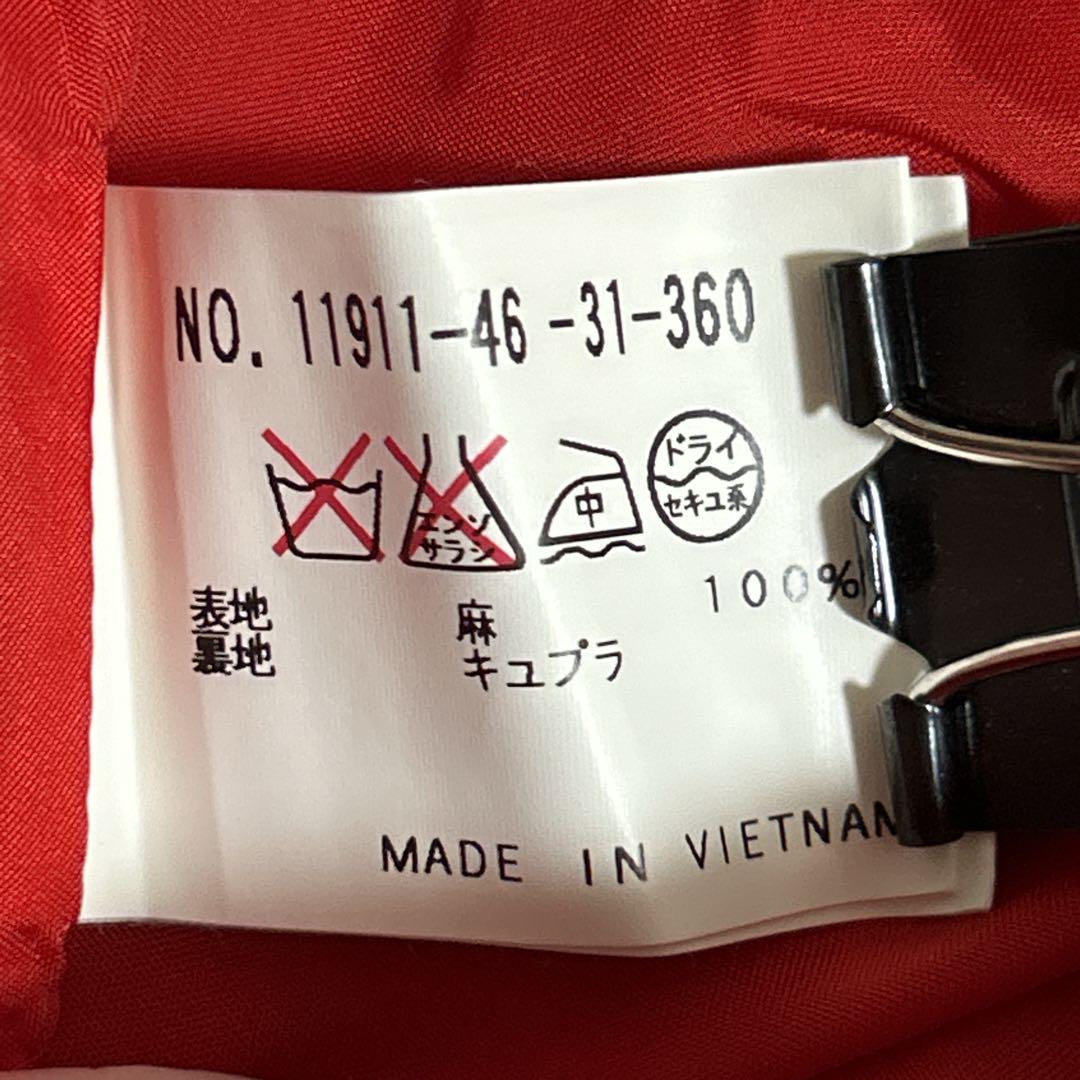 NO. 11911-46-31-360
エンソ
サラシ
中
ドライ
セキユ系
表地 麻 100%
裏地 キュプラ
MADE IN VIETNAM